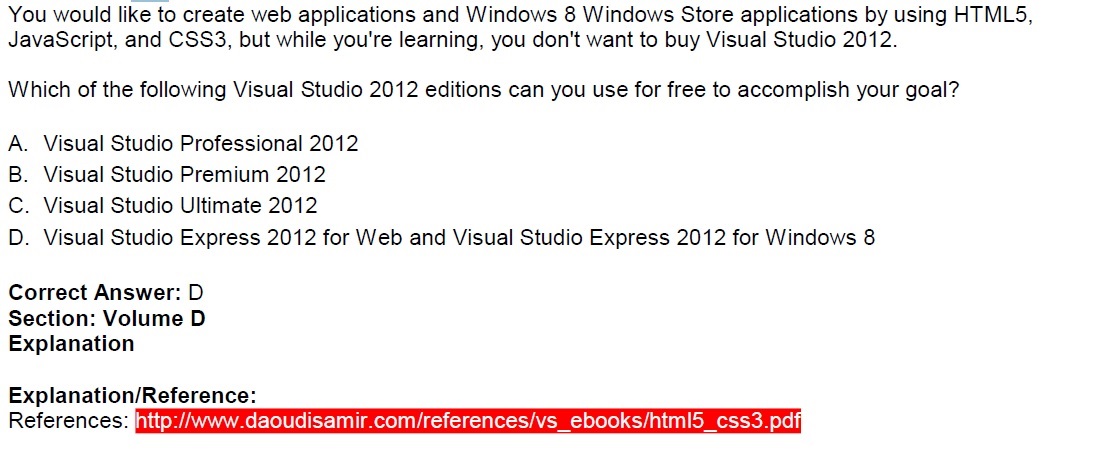 You would like to create web applications and Windows 8 Windows Store applications by using HTML5,
JavaScript, and CSS3, but while you're learning, you don't want to buy Visual Studio 2012.
Which of the following Visual Studio 2012 editions can you use for free to accomplish your goal?
A. Visual Studio Professional 2012
B. Visual Studio Premium 2012
C. Visual Studio Ultimate 2012
D. Visual Studio Express 2012 for Web and Visual Studio Express 2012 for Windows 8
Correct Answer: D
Section: Volume D
Explanation
Explanation/Reference:
References: http://www.daoudisamir.com/references/vs_ebooks/html5_css3.pdf